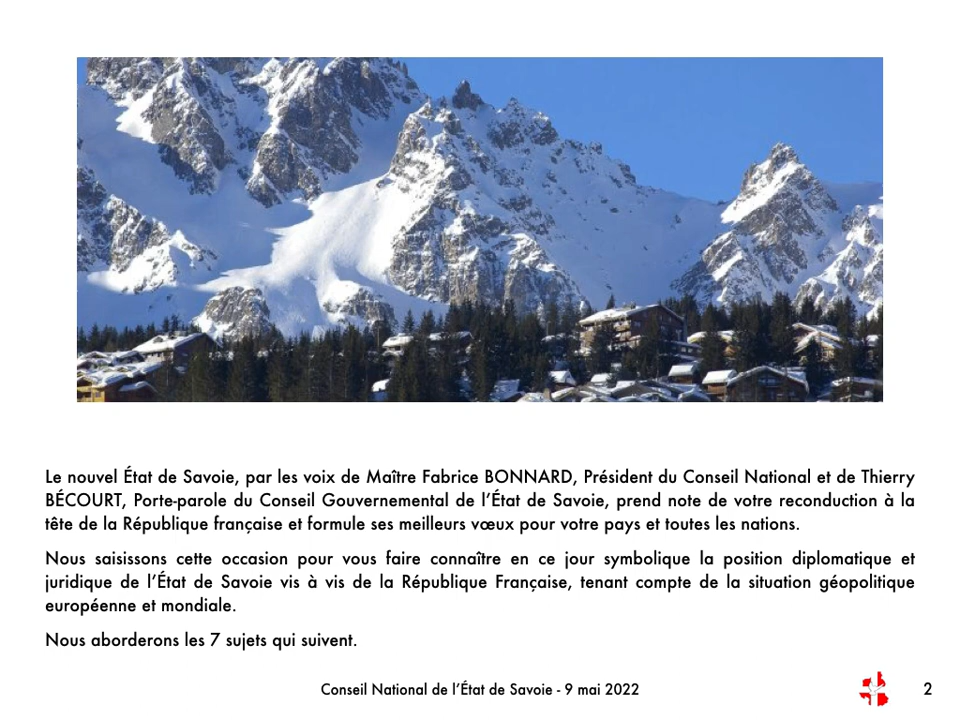 Le nouvel État de Savoie, par les voix de Maître Fabrice BONNARD, Président du Conseil National et de Thierry
BÉCOURT, Porte-parole du Conseil Gouvernemental de l'État de Savoie, prend note de votre reconduction à la
tête de la République française et formule ses meilleurs vœux pour votre pays et toutes les nations.
Nous saisissons cette occasion pour vous faire connaître en ce jour symbolique la position diplomatique et
juridique de l'État de Savoie vis à vis de la République Française, tenant compte de la situation géopolitique
européenne et mondiale.
Nous aborderons les 7 sujets qui suivent.
Conseil National de l'État de Savoie - 9 mai 2022
2